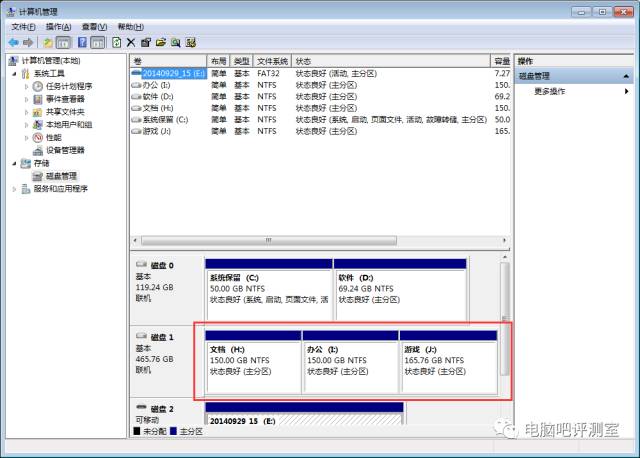 计算机管理
文件(F) 操作(A) 查看(V) 帮助(H)
计算机管理(本地)
系统工具
任务计划程序
事件查看器
共享文件夹
本地用户和组
性能
设备管理器
存储
磁盘管理
服务和应用程序
卷 布局 类型 文件系统 状态 容量
20140929_15 (E:) 简单 基本 FAT32 状态良好 (活动, 主分区) 7.27
办公 (I:) 简单 基本 NTFS 状态良好 (主分区) 150.
软件 (D:) 简单 基本 NTFS 状态良好 (主分区) 69.2
文档 (H:) 简单 基本 NTFS 状态良好 (主分区) 150.
系统保留 (C:) 简单 基本 NTFS 状态良好 (系统, 启动, 页面文件, 活动, 故障转储, 主分区) 50.0
游戏 (J:) 简单 基本 NTFS 状态良好 (主分区) 165.
操作
磁盘管理
更多操作
磁盘 0
基本
119.24 GB
联机
系统保留 (C:)
50.00 GB NTFS
状态良好 (系统, 启动, 页面文件, 活
软件 (D:)
69.24 GB NTFS
状态良好 (主分区)
磁盘 1
基本
465.76 GB
联机
文档 (H:)
150.00 GB NTFS
状态良好 (主分区)
办公 (I:)
150.00 GB NTFS
状态良好 (主分区)
游戏 (J:)
165.76 GB NTFS
状态良好 (主分区)
磁盘 2
可移动
20140929_15 (E:)
未分配 主分区
电脑吧评测室